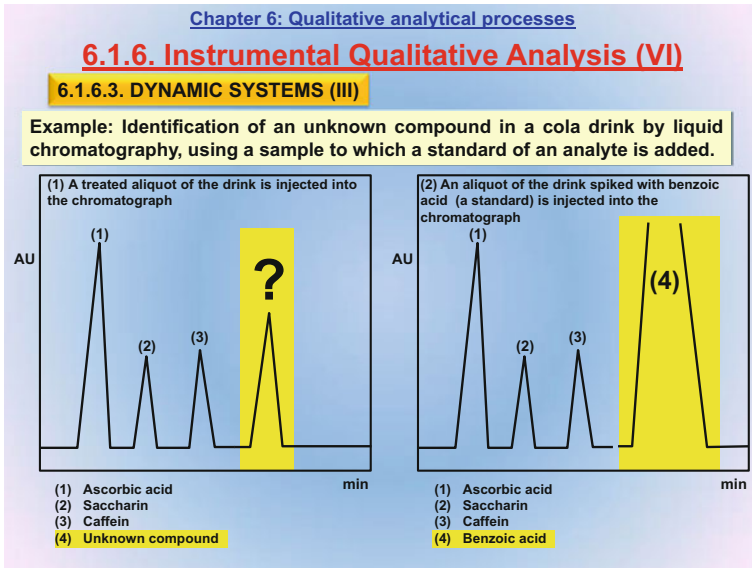 Chapter 6: Qualitative analytical processes
6.1.6. Instrumental Qualitative Analysis (VI)
6.1.6.3. DYNAMIC SYSTEMS (III)
Example: Identification of an unknown compound in a cola drink by liquid
chromatography, using a sample to which a standard of an analyte is added.
(1) A treated aliquot of the drink is injected into
the chromatograph
(1)
AU
?
(2)
(3)
min
(1) Ascorbic acid
(2) Saccharin
(3) Caffein
(4) Unknown compound
(2) An aliquot of the drink spiked with benzoic
acid (a standard) is injected into the
chromatograph
(1)
AU
(4)
(2)
(3)
min
(1) Ascorbic acid
(2) Saccharin
(3) Caffein
(4) Benzoic acid